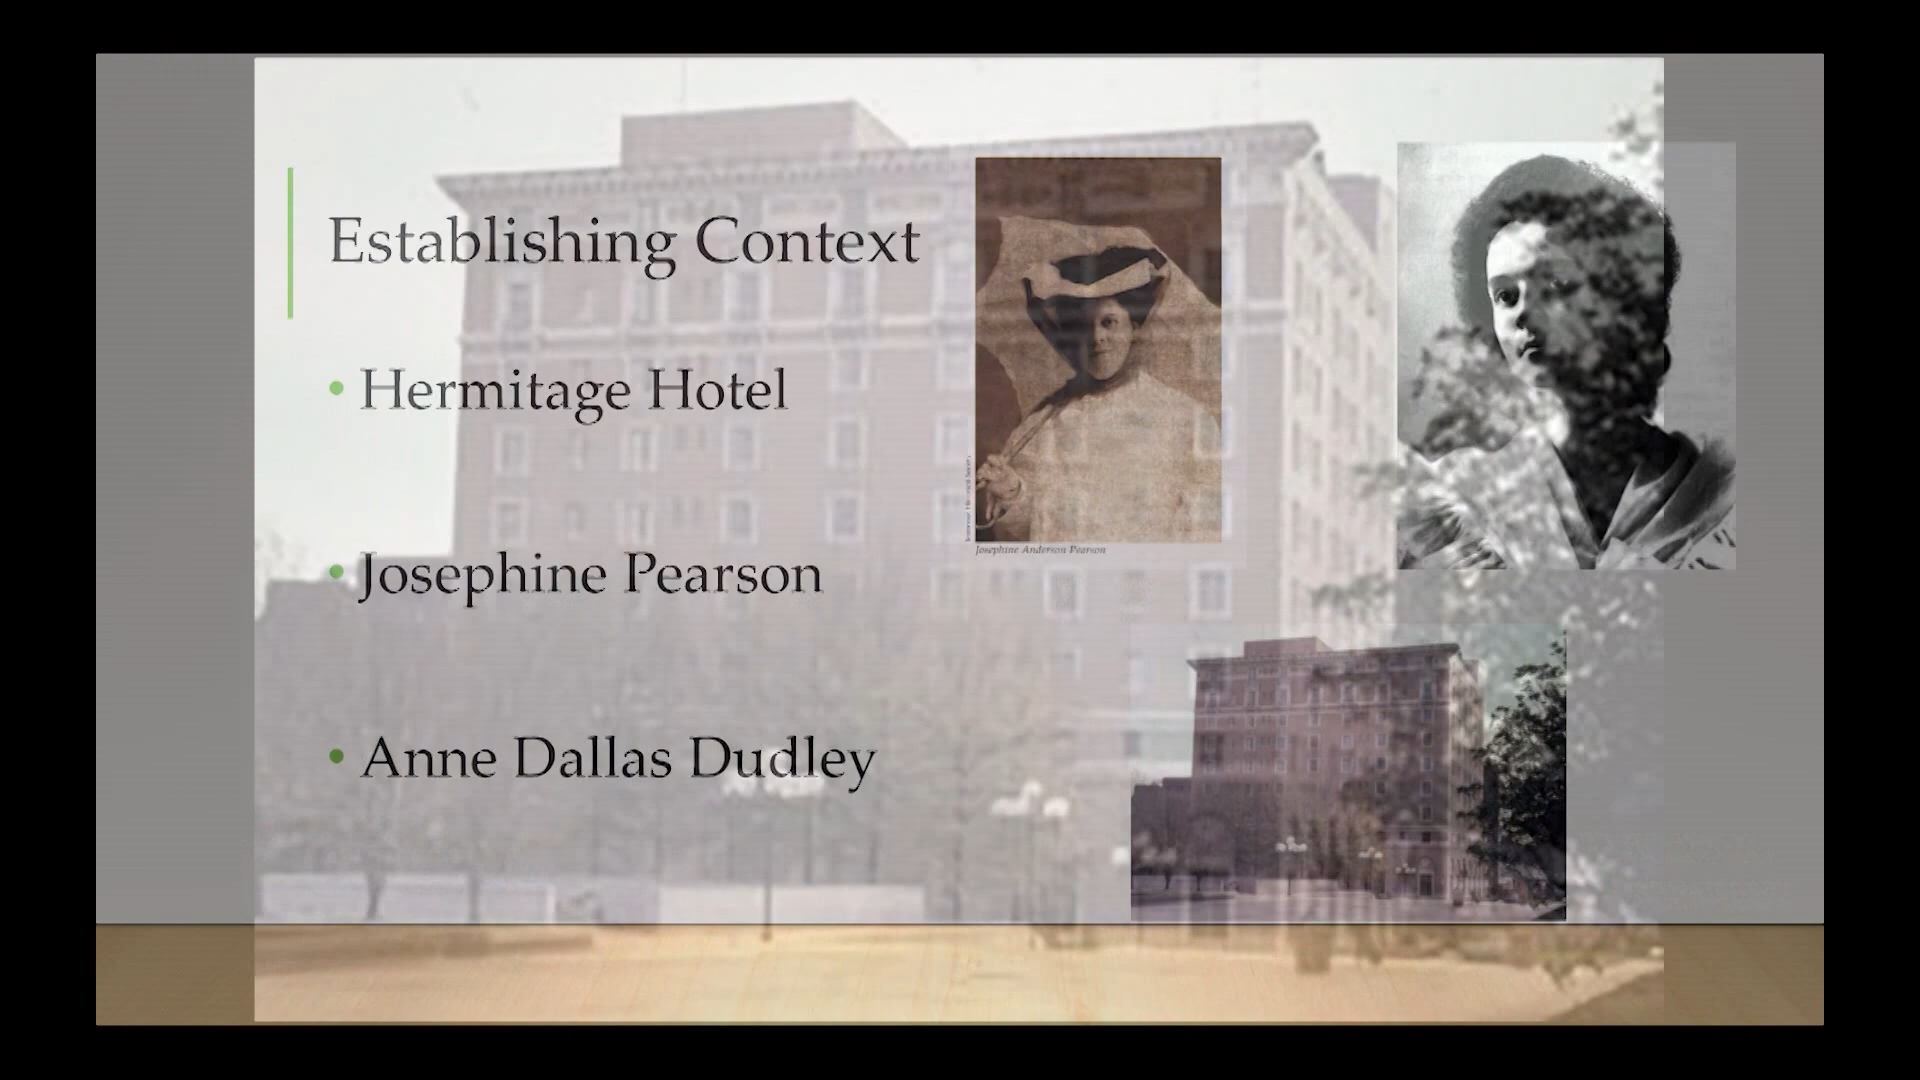 Establishing Context
• Hermitage Hotel
• Josephine Pearson
• Anne Dallas Dudley
Josephine Anderson Pearson